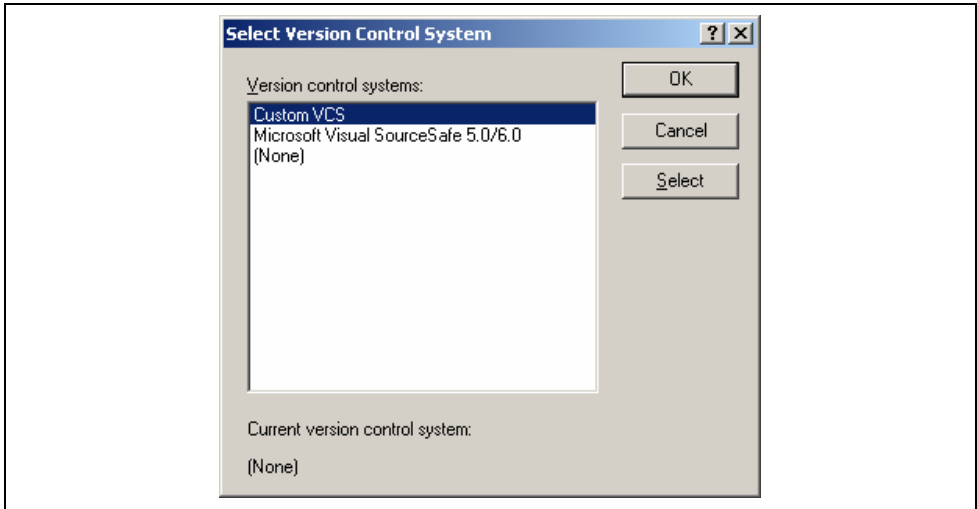 Select Version Control System
Version control systems:
Custom VCS
Microsoft Visual SourceSafe 5.0/6.0
(None)
OK
Cancel
Select
Current version control system:
(None)